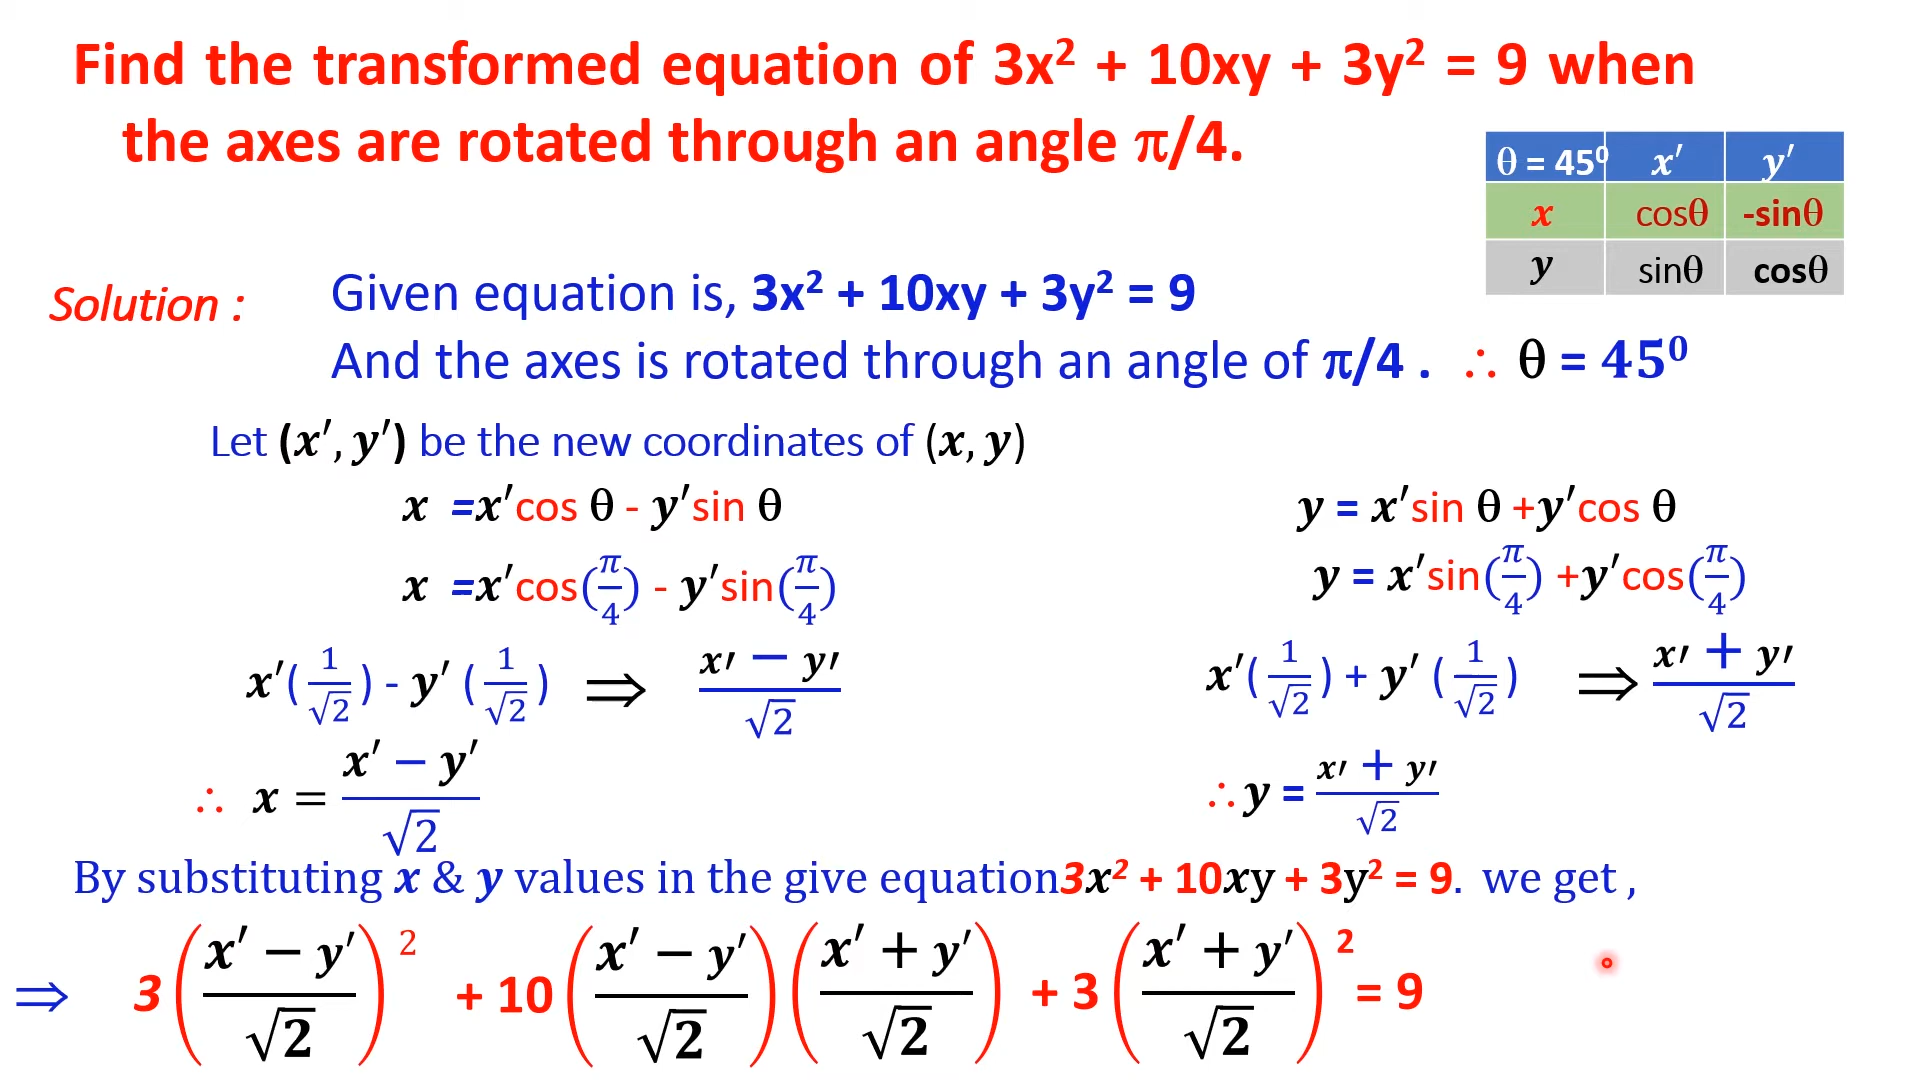 Find the transformed equation of 3x² + 10xy + 3y² = 9 when
the axes are rotated through an angle π/4.
θ = 45⁰ x′ y′
x cosθ -sinθ
y sinθ cosθ
Solution :
Given equation is, 3x² + 10xy + 3y² = 9
And the axes is rotated through an angle of π/4 . ∴ θ = 45⁰
Let (x′, y′) be the new coordinates of (x, y)
x =x′cos θ - y′sin θ
x =x′cos(π/4) - y′sin(π/4)
x′(1/√2) - y′ (1/√2) ⇒ x′ − y′/√2
∴ x = x′ − y′/√2
y = x′sin θ +y′cos θ
y = x′sin(π/4) +y′cos(π/4)
x′(1/√2) + y′ (1/√2) ⇒ x′ + y′/√2
∴ y = x′ + y′/√2
By substituting x & y values in the give equation3x² + 10xy + 3y² = 9. we get ,
⇒ 3 (x′ − y′/√2)² + 10 (x′ − y′/√2) (x′ + y′/√2) + 3 (x′ + y′/√2)² = 9